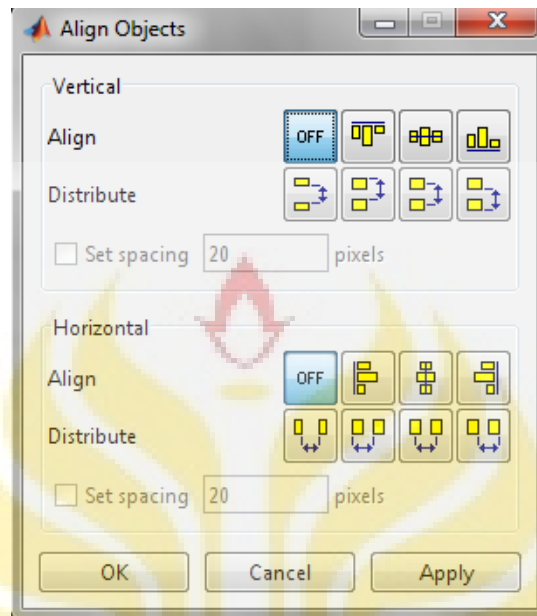 Align Objects
Vertical
Align OFF
Distribute
Set spacing 20 pixels
Horizontal
Align OFF
Distribute
Set spacing 20 pixels
OK Cancel Apply